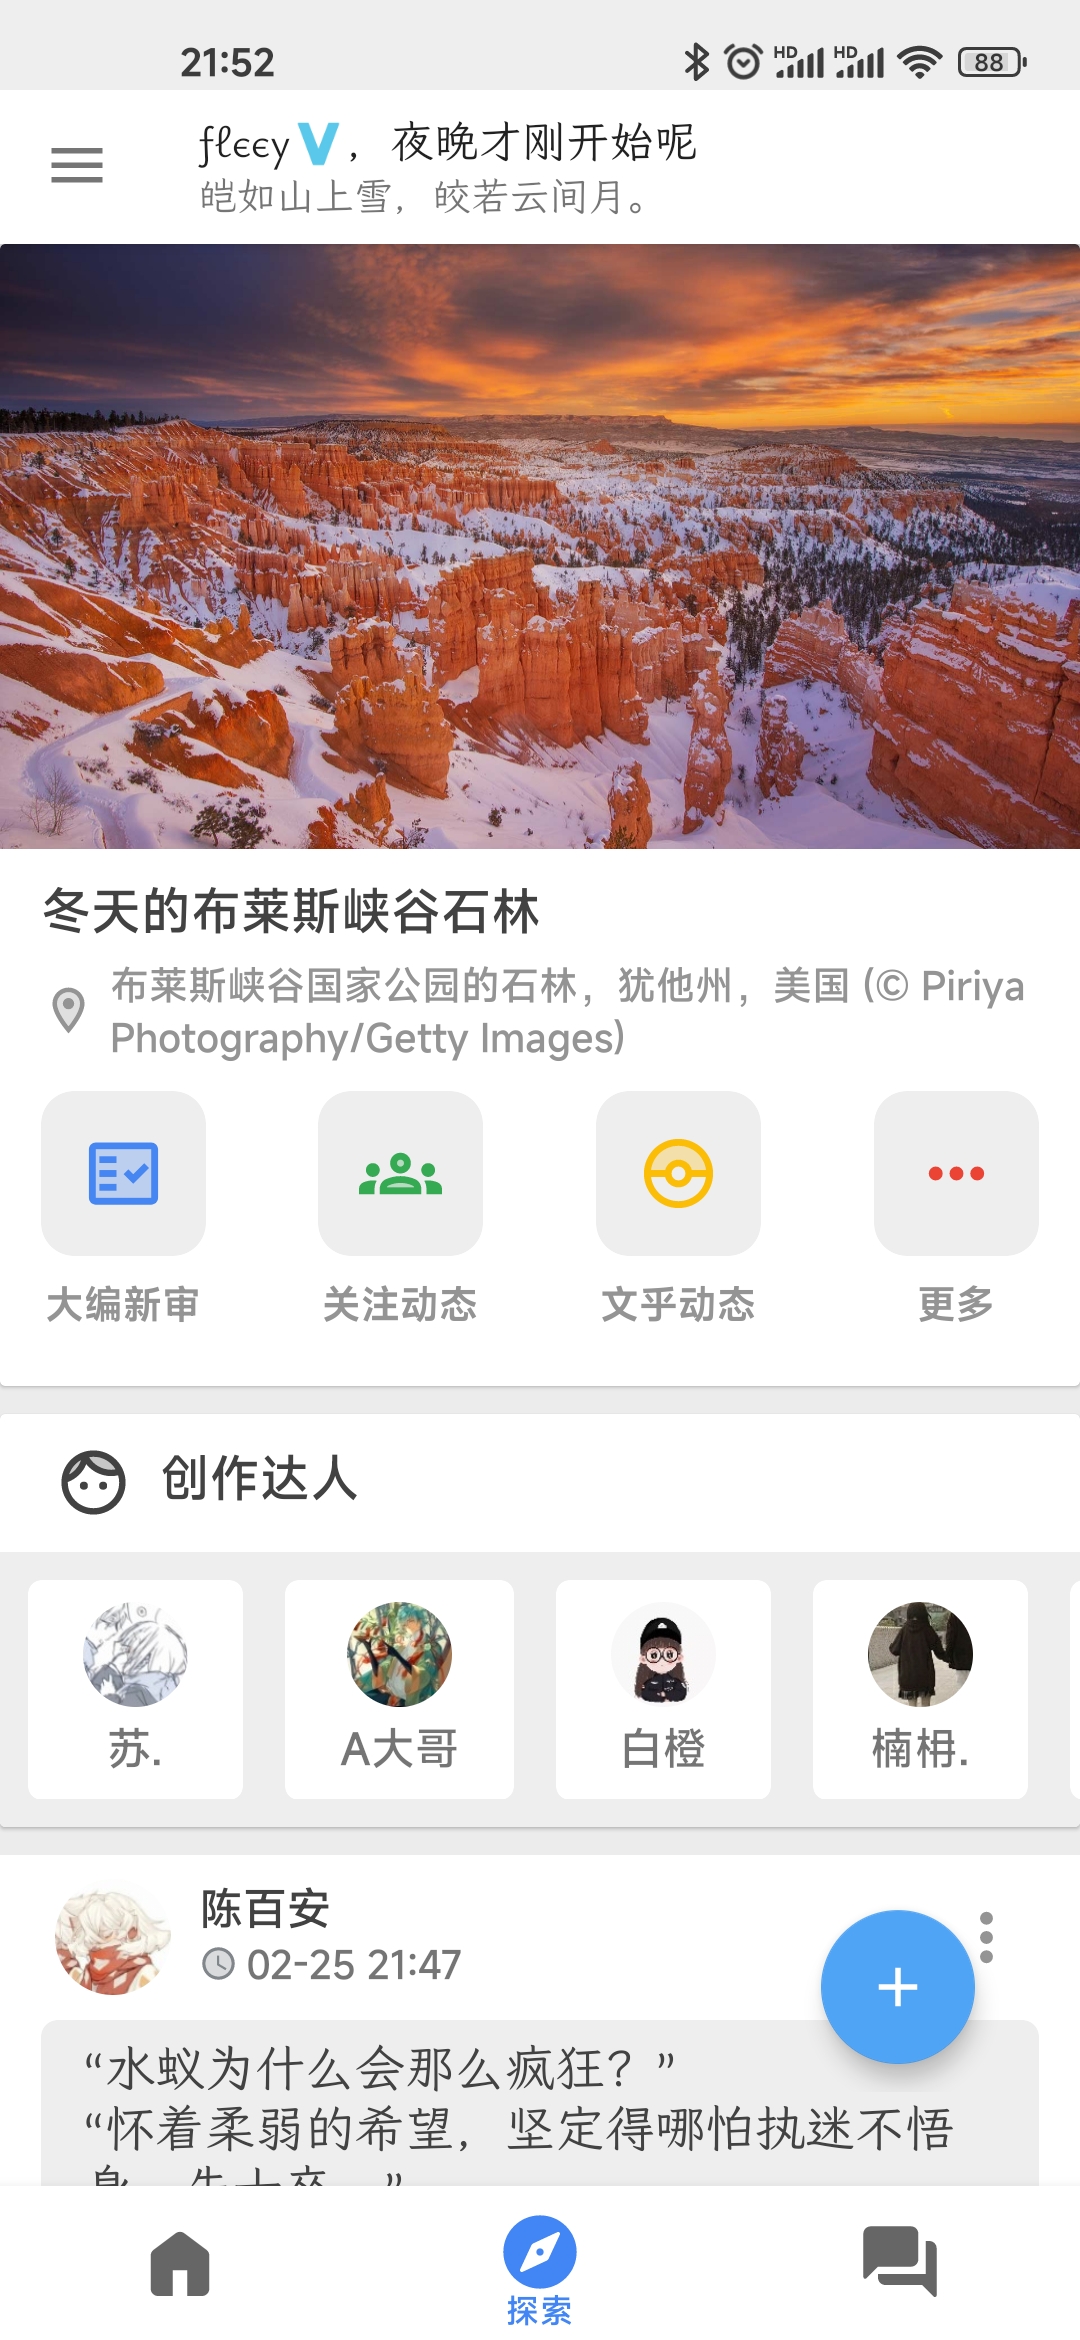 21:52
HD HD 88
fleey V，夜晚才刚开始呢
皑如山上雪，皎若云间月。
冬天的布莱斯峡谷石林
布莱斯峡谷国家公园的石林，犹他州，美国 (© Piriya
Photography/Getty Images)
大编新审 关注动态 文乎动态 更多
创作达人
苏. A大哥 白橙 楠枏.
陈百安
02-25 21:47
“水蚁为什么会那么疯狂？”
“怀着柔弱的希望，坚定得哪怕执迷不悟
探索